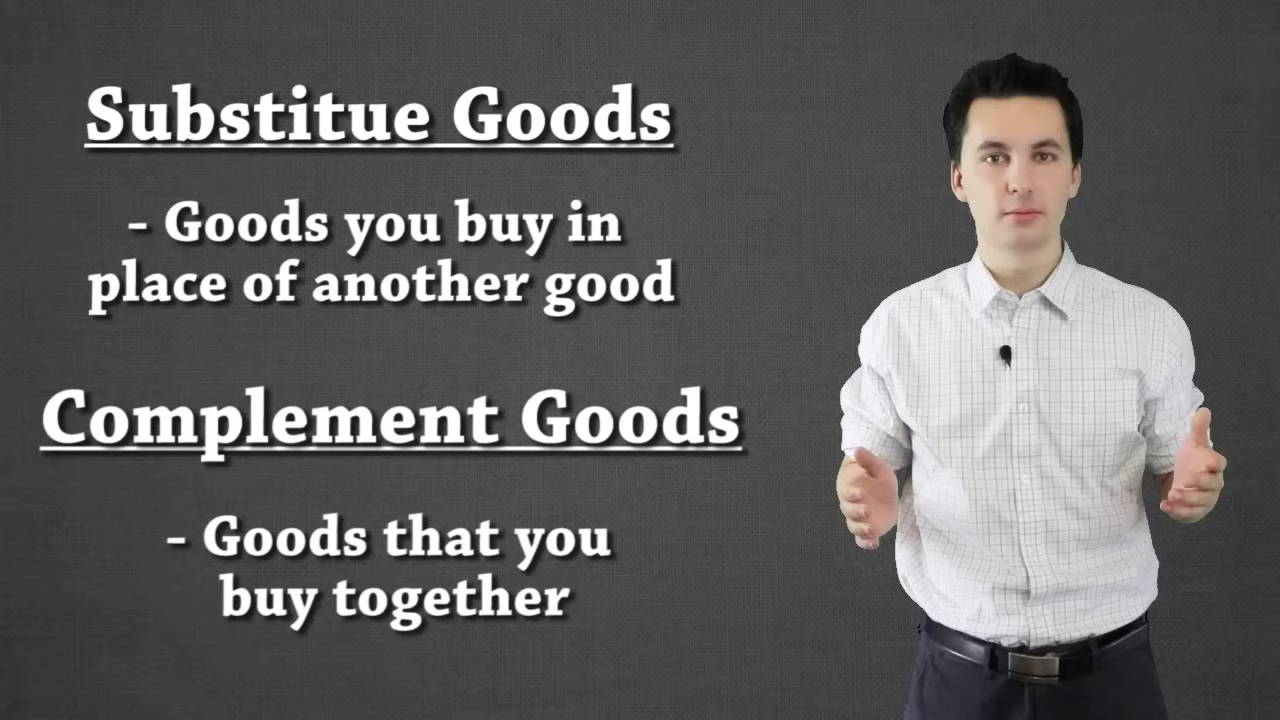 Substitue Goods
- Goods you buy in
place of another good
Complement Goods
- Goods that you
buy together